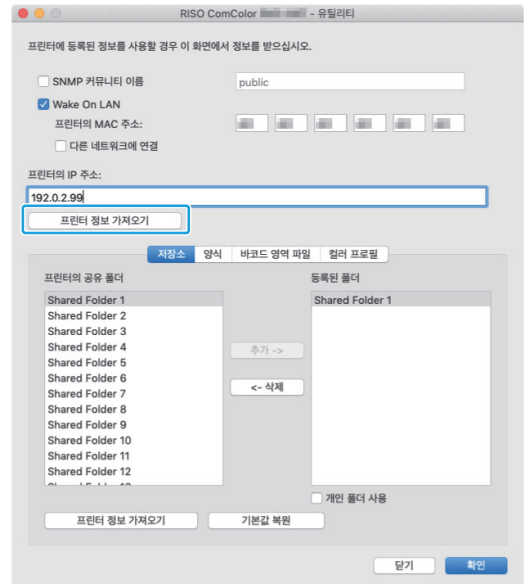 RISO ComColor - 유틸리티
프린터에 등록된 정보를 사용할 경우 이 화면에서 정보를 받으십시오.
SNMP 커뮤니티 이름
public
Wake On LAN
프린터의 MAC 주소:
다른 네트워크에 연결
프린터의 IP 주소:
192.0.2.99
프린터 정보 가져오기
저장소 양식 바코드 영역 파일 컬러 프로필
프린터의 공유 폴더
등록된 폴더
Shared Folder 1
Shared Folder 2
Shared Folder 3
Shared Folder 4
Shared Folder 5
Shared Folder 6
Shared Folder 7
Shared Folder 8
Shared Folder 9
Shared Folder 10
Shared Folder 11
Shared Folder 12
추가 ->
<- 삭제
Shared Folder 1
개인 폴더 사용
프린터 정보 가져오기
기본값 복원
닫기
확인